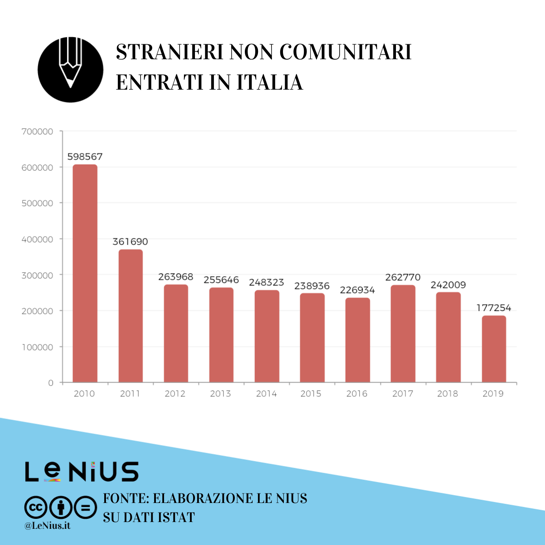 STRANIERI NON COMUNITARI
ENTRATI IN ITALIA
700000
600000
500000
400000
300000
200000
100000
0
598567
361690
263968
255646
248323
238936
226934
262770
242009
177254
2010 2011 2012 2013 2014 2015 2016 2017 2018 2019
LeNiUS
cc
@LeNius.it
FONTE: ELABORAZIONE LE NIUS
SU DATI ISTAT